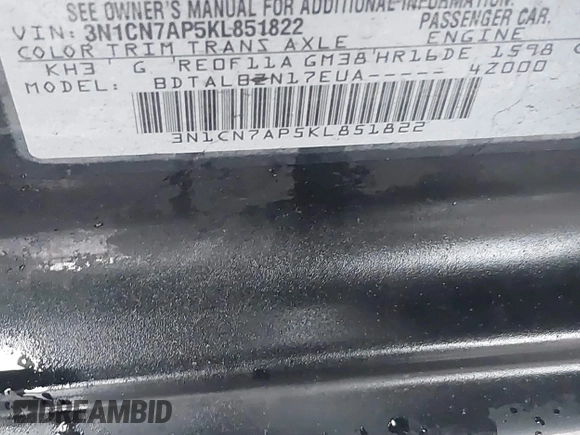 SEE OWNER'S MANUAL FOR ADDITIONAL INFORMATION.
VIN: 3N1CN7AP5KL851822 PASSENGER CAR
COLOR TRIM TRANS AXLE ENGINE
KH3 G RE0F11A GM38 HR16DE 1598 C
MODEL: BDTALBZN17EUA----- 4Z000
3N1CN7AP5KL851822
DREAMBID